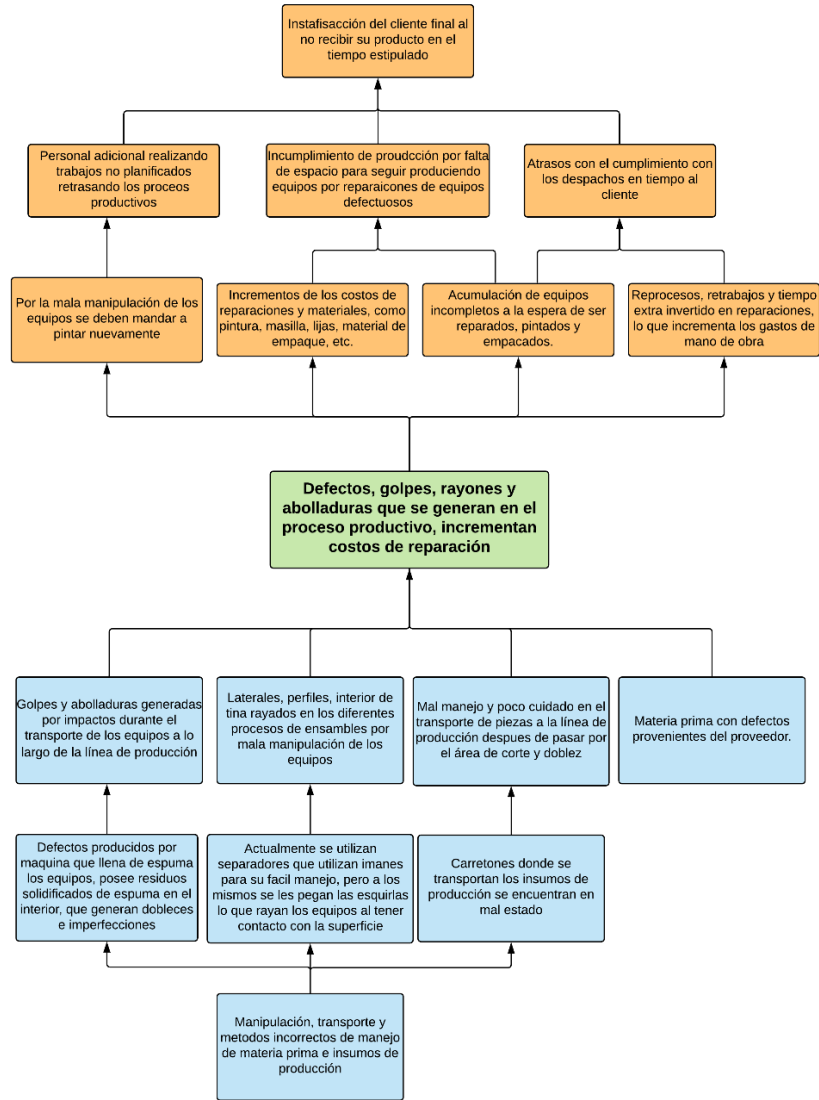 Instafisacción del cliente final al
no recibir su producto en el
tiempo estipulado
Personal adicional realizando
trabajos no planificados
retrasando los proceos
productivos
Incumplimiento de proudcción por falta
de espacio para seguir produciendo
equipos por reparaicones de equipos
defectuosos
Atrasos con el cumplimiento con
los despachos en tiempo al
cliente
Por la mala manipulación de los
equipos se deben mandar a
pintar nuevamente
Incrementos de los costos de
reparaciones y materiales, como
pintura, masilla, lijas, material de
empaque, etc.
Acumulación de equipos
incompletos a la espera de ser
reparados, pintados y
empacados.
Reprocesos, retrabajos y tiempo
extra invertido en reparaciones,
lo que incrementa los gastos de
mano de obra
Defectos, golpes, rayones y
abolladuras que se generan en el
proceso productivo, incrementan
costos de reparación
Golpes y abolladuras generadas
por impactos durante el
transporte de los equipos a lo
largo de la línea de producción
Laterales, perfiles, interior de
tina rayados en los diferentes
procesos de ensambles por
mala manipulación de los
equipos
Mal manejo y poco cuidado en el
transporte de piezas a la línea de
producción despues de pasar por
el área de corte y doblez
Materia prima con defectos
provenientes del proveedor.
Defectos producidos por
maquina que llena de espuma
los equipos, posee residuos
solidificados de espuma en el
interior, que generan dobleces
e imperfecciones
Actualmente se utilizan
separadores que utilizan imanes
para su facil manejo, pero a los
mismos se les pegan las esquirlas
lo que rayan los equipos al tener
contacto con la superficie
Carretones donde se
transportan los insumos de
producción se encuentran en
mal estado
Manipulación, transporte y
metodos incorrectos de manejo
de materia prima e insumos de
producción